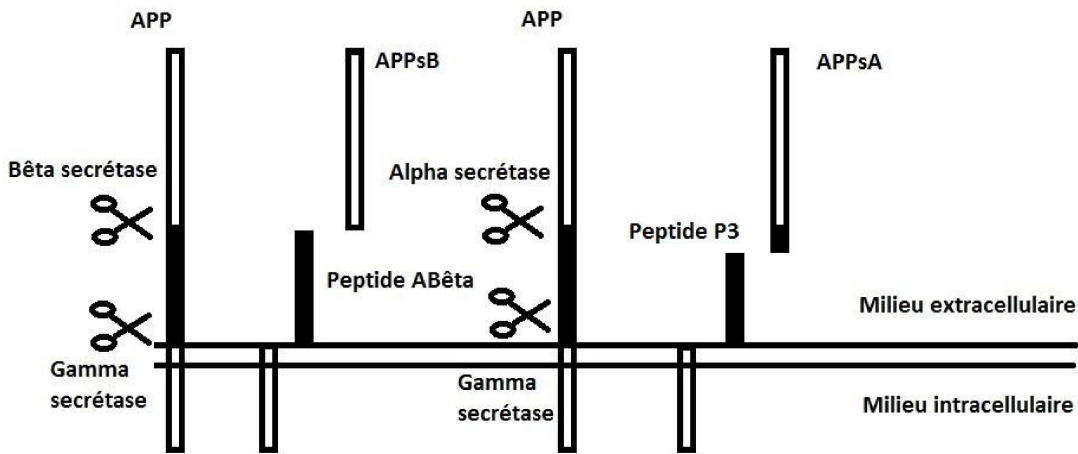 APP
APPsB
APP
APPsA
Bêta secrétase
Alpha secrétase
Peptide P3
Peptide ABêta
Milieu extracellulaire
Gamma
secrétase
Gamma
secrétase
Milieu intracellulaire